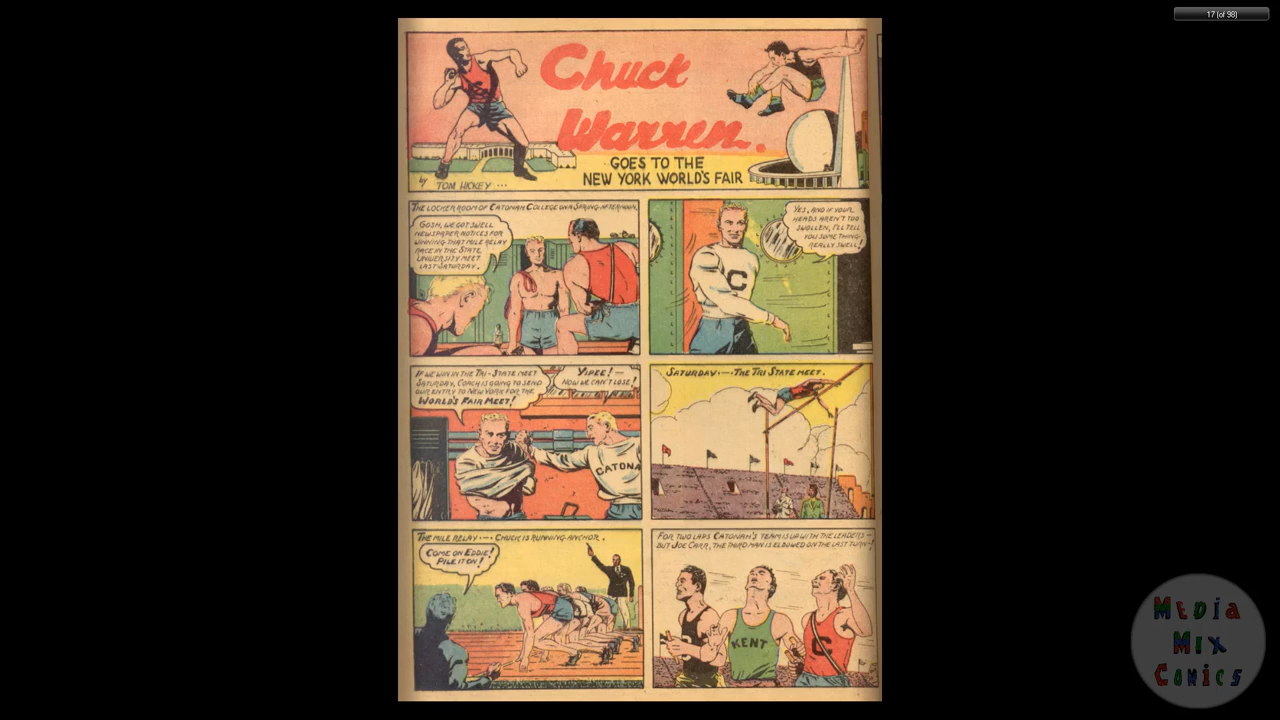 17 (of 98)
Chuck
Warren.
GOES TO THE
NEW YORK WORLD'S FAIR
by TOM HICKEY ...
THE LOCKER ROOM OF CATONAH COLLEGE ON A SPRING AFTERNOON.
GOSH, WE GOT SWELL
NEWSPAPER NOTICES FOR
WINNING THAT MILE RELAY
RACE IN THE STATE
UNIVERSITY MEET
LAST SATURDAY.
YES, AND IF YOUR
HEADS AREN'T TOO
SWOLLEN, I'LL TELL
YOU SOMETHING
REALLY SWELL!
C
IF WE WIN IN THE TRI-STATE MEET
SATURDAY, COACH IS GOING TO SEND
OUR ENTRY TO NEW YORK FOR THE
WORLD'S FAIR MEET!
YIPEE! —
NOW WE CAN'T LOSE!
CATONA
SATURDAY —·— THE TRI STATE MEET.
THE MILE RELAY —·— CHUCK IS RUNNING ANCHOR.
COME ON EDDIE!
PILE IT ON!
FOR TWO LAPS CATONAH'S TEAM IS UP WITH THE LEADERS —
BUT JOE CARR, THE THIRD MAN IS ELBOWED ON THE LAST TURN —!
KENT
C
MEDIA
MIX
COMICS